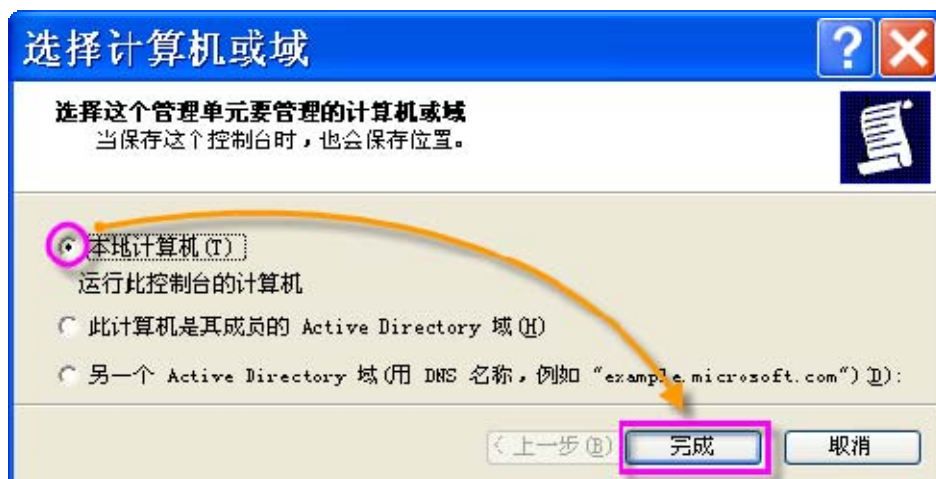 选择计算机或域
选择这个管理单元要管理的计算机或域
当保存这个控制台时，也会保存位置。
本地计算机(T)
运行此控制台的计算机
此计算机是其成员的 Active Directory 域(H)
另一个 Active Directory 域(用 DNS 名称，例如 “example.microsoft.com”)(D):
<上一步(B) 完成 取消